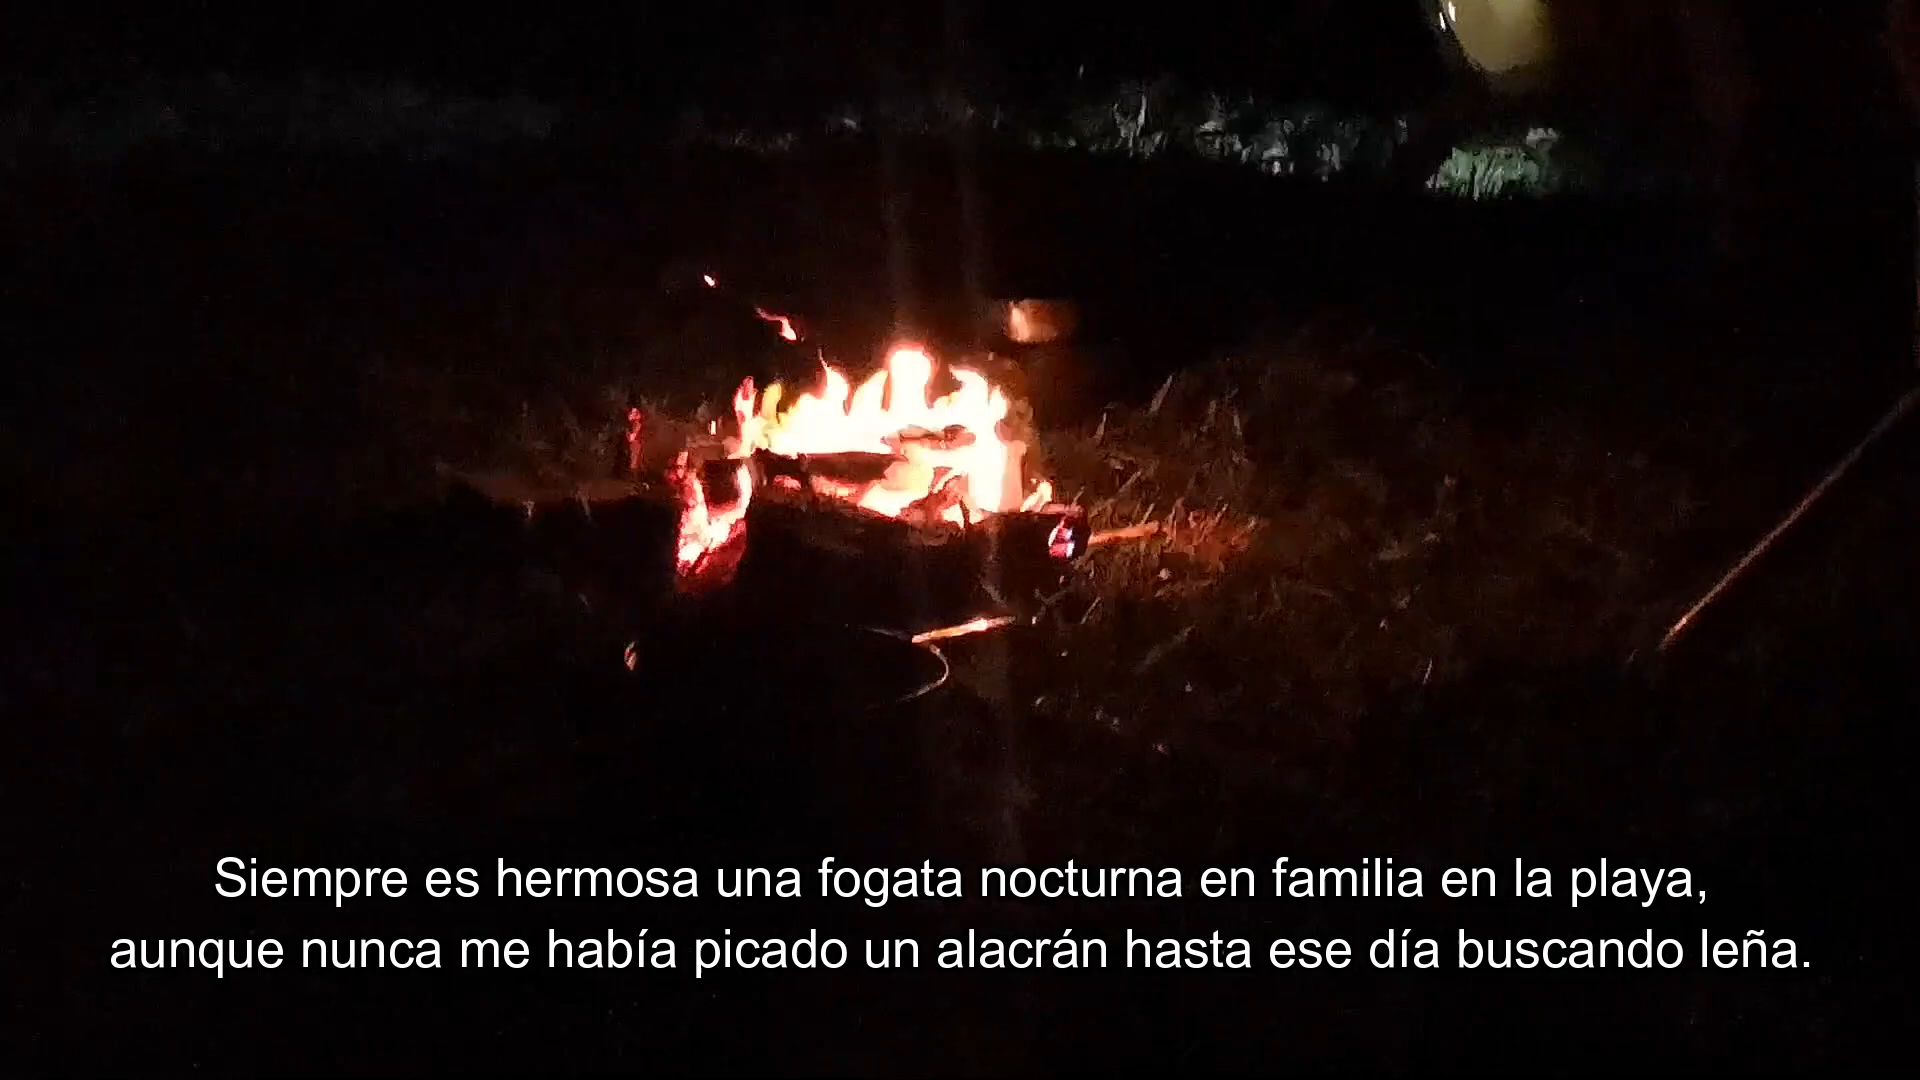 Siempre es hermosa una fogata nocturna en familia en la playa,
aunque nunca me había picado un alacrán hasta ese día buscando leña.